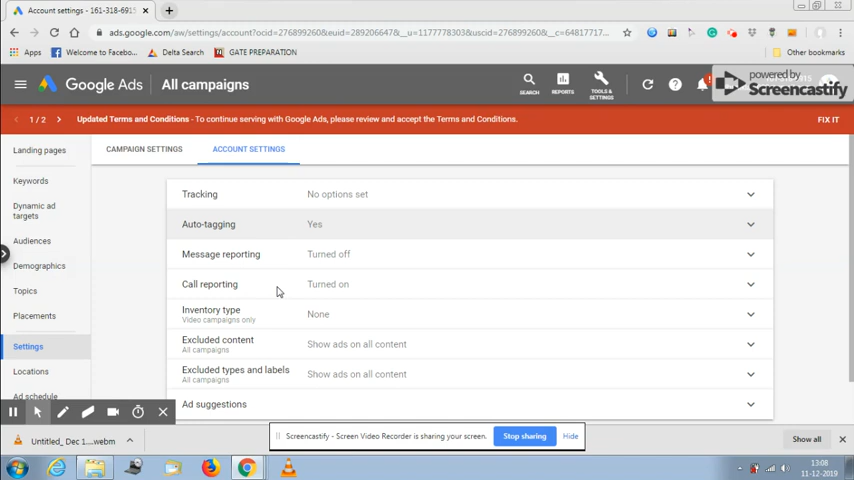 Account settings - 161-318-6915
ads.google.com/aw/settings/account?ocid=276899260&euid=289206647&__u=1177778303&uscid=276899260&__c=64817717...
Apps
Welcome to Faceb...
Delta Search
GATE PREPARATION
Other bookmarks
Google Ads
All campaigns
SEARCH
REPORTS
TOOLS &
SETTINGS
powered by
Screencastify
1 / 2
Updated Terms and Conditions - To continue serving with Google Ads, please review and accept the Terms and Conditions.
FIX IT
Landing pages
CAMPAIGN SETTINGS
ACCOUNT SETTINGS
Keywords
Dynamic ad
targets
Audiences
Demographics
Topics
Placements
Settings
Locations
Ad schedule
Tracking
No options set
Auto-tagging
Yes
Message reporting
Turned off
Call reporting
Turned on
Inventory type
Video campaigns only
None
Excluded content
All campaigns
Show ads on all content
Excluded types and labels
All campaigns
Show ads on all content
Ad suggestions
Screencastify - Screen Video Recorder is sharing your screen.
Stop sharing
Hide
Untitled_ Dec 1....webm
Show all
13:08
11-12-2019